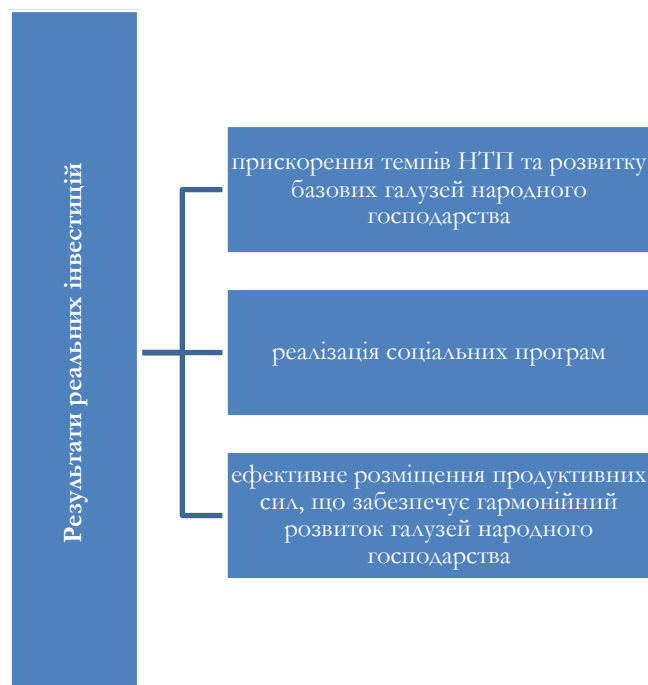 Результати реальних інвестицій
прискорення темпів НТП та розвитку
базових галузей народного
господарства
реалізація соціальних програм
ефективне розміщення продуктивних
сил, що забезпечує гармонійний
розвиток галузей народного
господарства